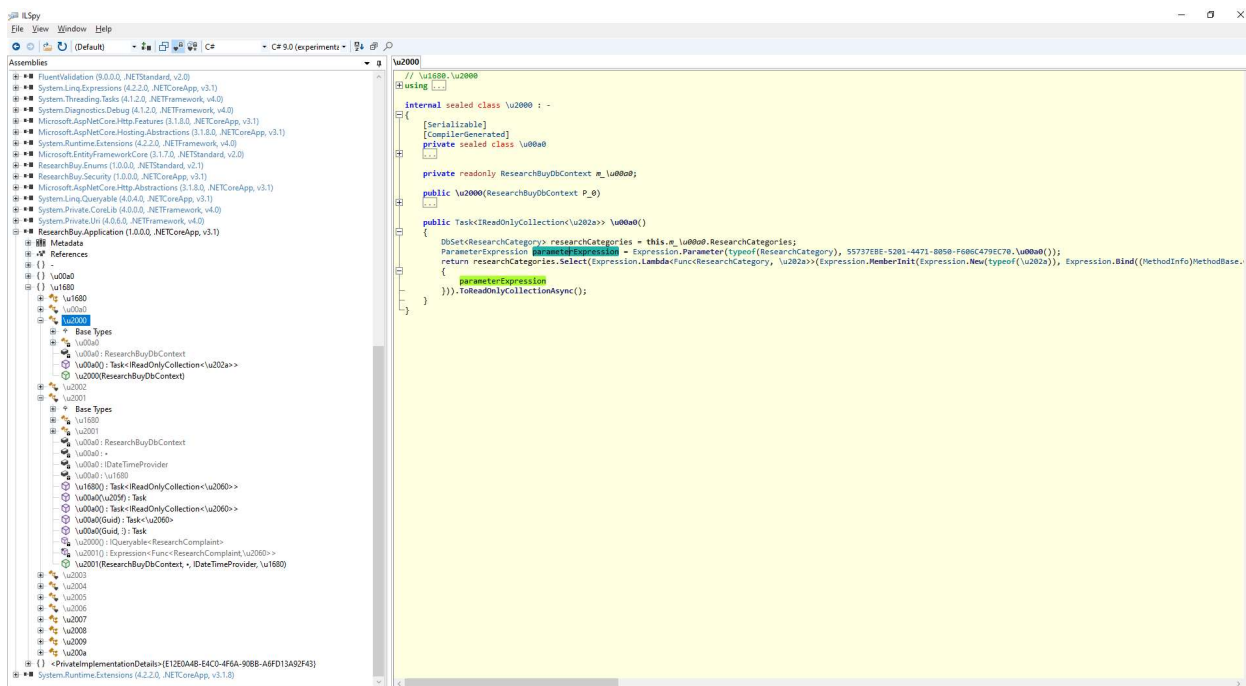 ILSpy
File View Window Help
(Default) C# C# 9.0 (experimenta
Assemblies
FluentValidation (9.0.0.0, .NETStandard, v2.0)
System.Linq.Expressions (4.2.2.0, .NETCoreApp, v3.1)
System.Threading.Tasks (4.1.2.0, .NETFramework, v4.0)
System.Diagnostics.Debug (4.1.2.0, .NETFramework, v4.0)
Microsoft.AspNetCore.Http.Features (3.1.8.0, .NETCoreApp, v3.1)
Microsoft.AspNetCore.Hosting.Abstractions (3.1.8.0, .NETCoreApp, v3.1)
System.Runtime.Extensions (4.2.2.0, .NETFramework, v4.0)
Microsoft.EntityFrameworkCore (3.1.7.0, .NETStandard, v2.0)
ResearchBuy.Enums (1.0.0.0, .NETStandard, v2.1)
ResearchBuy.Security (1.0.0.0, .NETCoreApp, v3.1)
Microsoft.AspNetCore.Http.Abstractions (3.1.8.0, .NETCoreApp, v3.1)
System.Linq.Queryable (4.0.4.0, .NETCoreApp, v3.1)
System.Private.CoreLib (4.0.0.0, .NETFramework, v4.0)
System.Private.Uri (4.0.6.0, .NETFramework, v4.0)
ResearchBuy.Application (1.0.0.0, .NETCoreApp, v3.1)
Metadata
References
{ } -
{ } \u00a0
{ } \u1680
\u1680
\u00a0
\u2000
Base Types
\u00a0
\u00a0 : ResearchBuyDbContext
\u00a0() : Task<IReadOnlyCollection<\u202a>>
\u2000(ResearchBuyDbContext)
\u2002
\u2001
Base Types
\u1680
\u2001
\u00a0 : ResearchBuyDbContext
\u00a0 : •
\u00a0 : IDateTimeProvider
\u00a0 : \u1680
\u1680() : Task<IReadOnlyCollection<\u2060>>
\u00a0(\u205f) : Task
\u00a0() : Task<IReadOnlyCollection<\u2060>>
\u00a0(Guid) : Task<\u2060>
\u00a0(Guid, :) : Task
\u2000() : IQueryable<ResearchComplaint>
\u2001() : Expression<Func<ResearchComplaint,\u2060>>
\u2001(ResearchBuyDbContext, •, IDateTimeProvider, \u1680)
\u2003
\u2004
\u2005
\u2006
\u2007
\u2008
\u2009
\u200a
{ } <PrivateImplementationDetails>{E12E0A4B-E4C0-4F6A-90BB-A6FD13A92F43}
System.Runtime.Extensions (4.2.2.0, .NETCoreApp, v3.1.8)
\u2000
// \u1680.\u2000
using ...
internal sealed class \u2000 : -
{
[Serializable]
[CompilerGenerated]
private sealed class \u00a0
...
private readonly ResearchBuyDbContext m_\u00a0;
public \u2000(ResearchBuyDbContext P_0)
...
public Task<IReadOnlyCollection<\u202a>> \u00a0()
{
DbSet<ResearchCategory> researchCategories = this.m_\u00a0.ResearchCategories;
ParameterExpression parameterExpression = Expression.Parameter(typeof(ResearchCategory), 55737EBE-5201-4471-8050-F606C479EC70.\u00a0());
return researchCategories.Select(Expression.Lambda<Func<ResearchCategory, \u202a>>(Expression.MemberInit(Expression.New(typeof(\u202a)), Expression.Bind((MethodInfo)MethodBase.
{
parameterExpression
})).ToReadOnlyCollectionAsync();
}
}